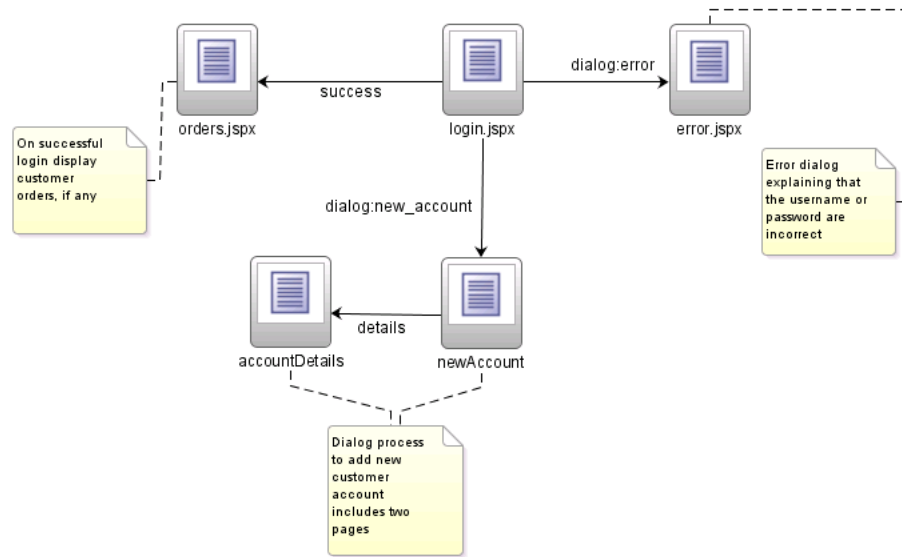 dialog:error
success
orders.jspx
login.jspx
error.jspx
On successful
login display
customer
orders, if any
Error dialog
explaining that
the username or
password are
incorrect
dialog:new_account
details
accountDetails
newAccount
Dialog process
to add new
customer
account
includes two
pages